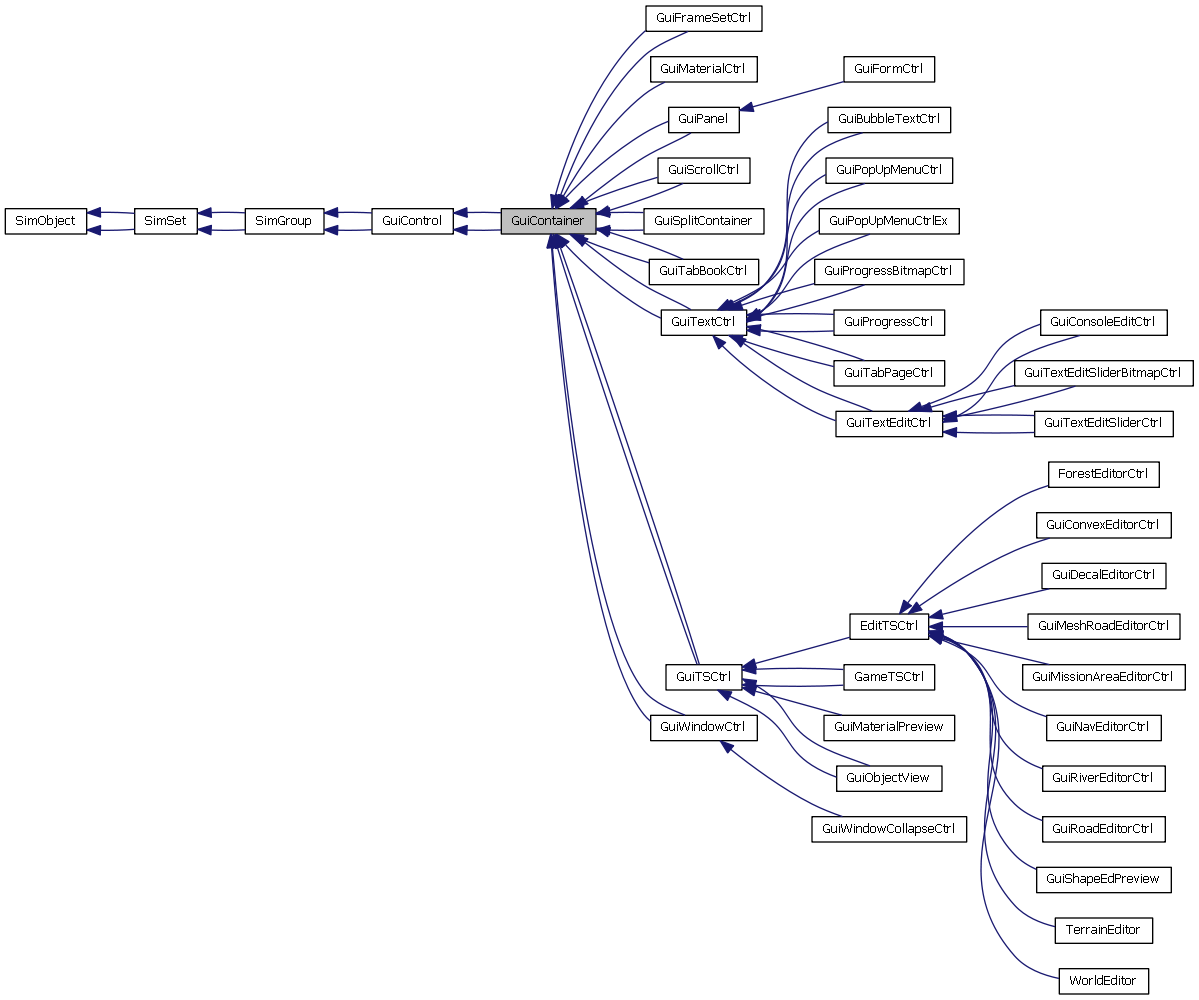 GuiFrameSetCtrl
GuiMaterialCtrl
GuiFormCtrl
GuiPanel
GuiBubbleTextCtrl
GuiScrollCtrl
GuiPopUpMenuCtrl
SimObject
SimSet
SimGroup
GuiControl
GuiContainer
GuiSplitContainer
GuiPopUpMenuCtrlEx
GuiTabBookCtrl
GuiProgressBitmapCtrl
GuiTextCtrl
GuiProgressCtrl
GuiConsoleEditCtrl
GuiTabPageCtrl
GuiTextEditSliderBitmapCtrl
GuiTextEditCtrl
GuiTextEditSliderCtrl
ForestEditorCtrl
GuiConvexEditorCtrl
GuiDecalEditorCtrl
EditTSCtrl
GuiMeshRoadEditorCtrl
GuiTSCtrl
GameTSCtrl
GuiMissionAreaEditorCtrl
GuiWindowCtrl
GuiMaterialPreview
GuiNavEditorCtrl
GuiObjectView
GuiRiverEditorCtrl
GuiWindowCollapseCtrl
GuiRoadEditorCtrl
GuiShapeEdPreview
TerrainEditor
WorldEditor